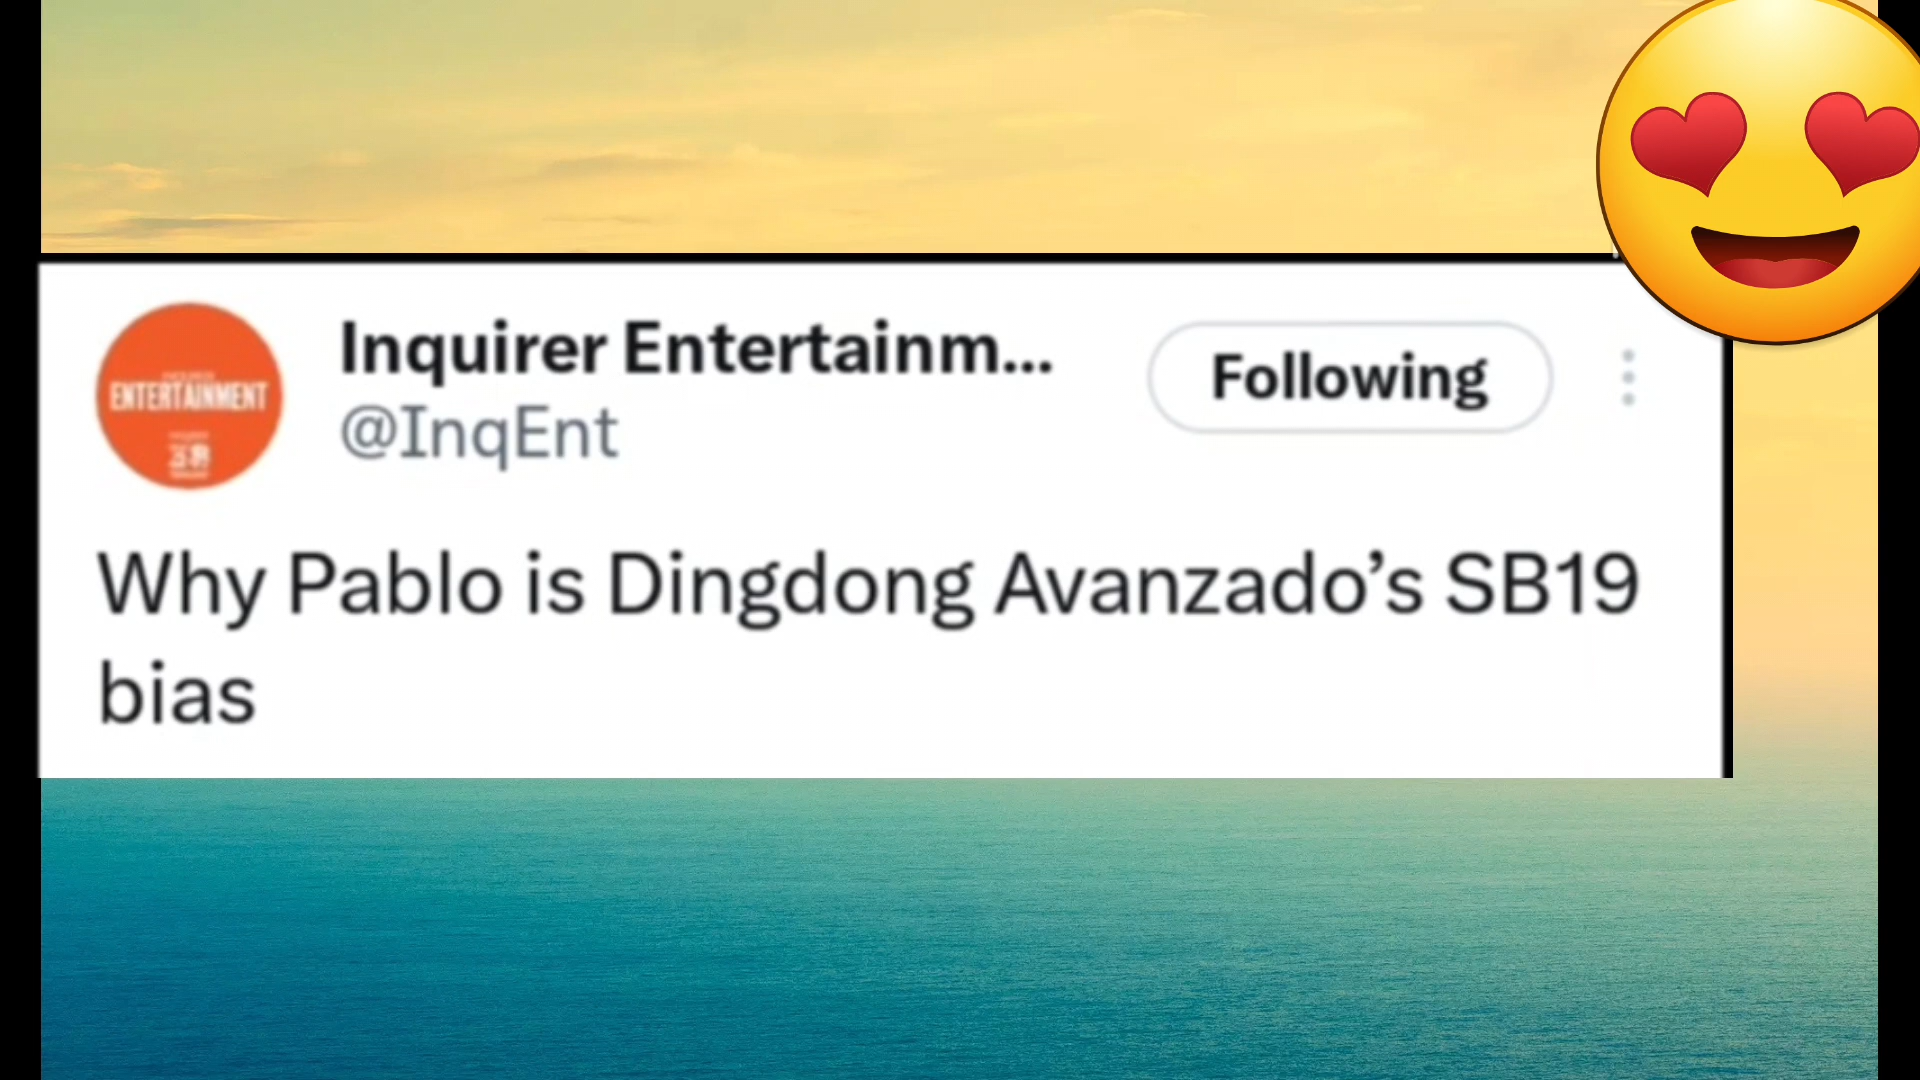 ENTERTAINMENT
Inquirer Entertainm...
@InqEnt
Following
Why Pablo is Dingdong Avanzado’s SB19
bias